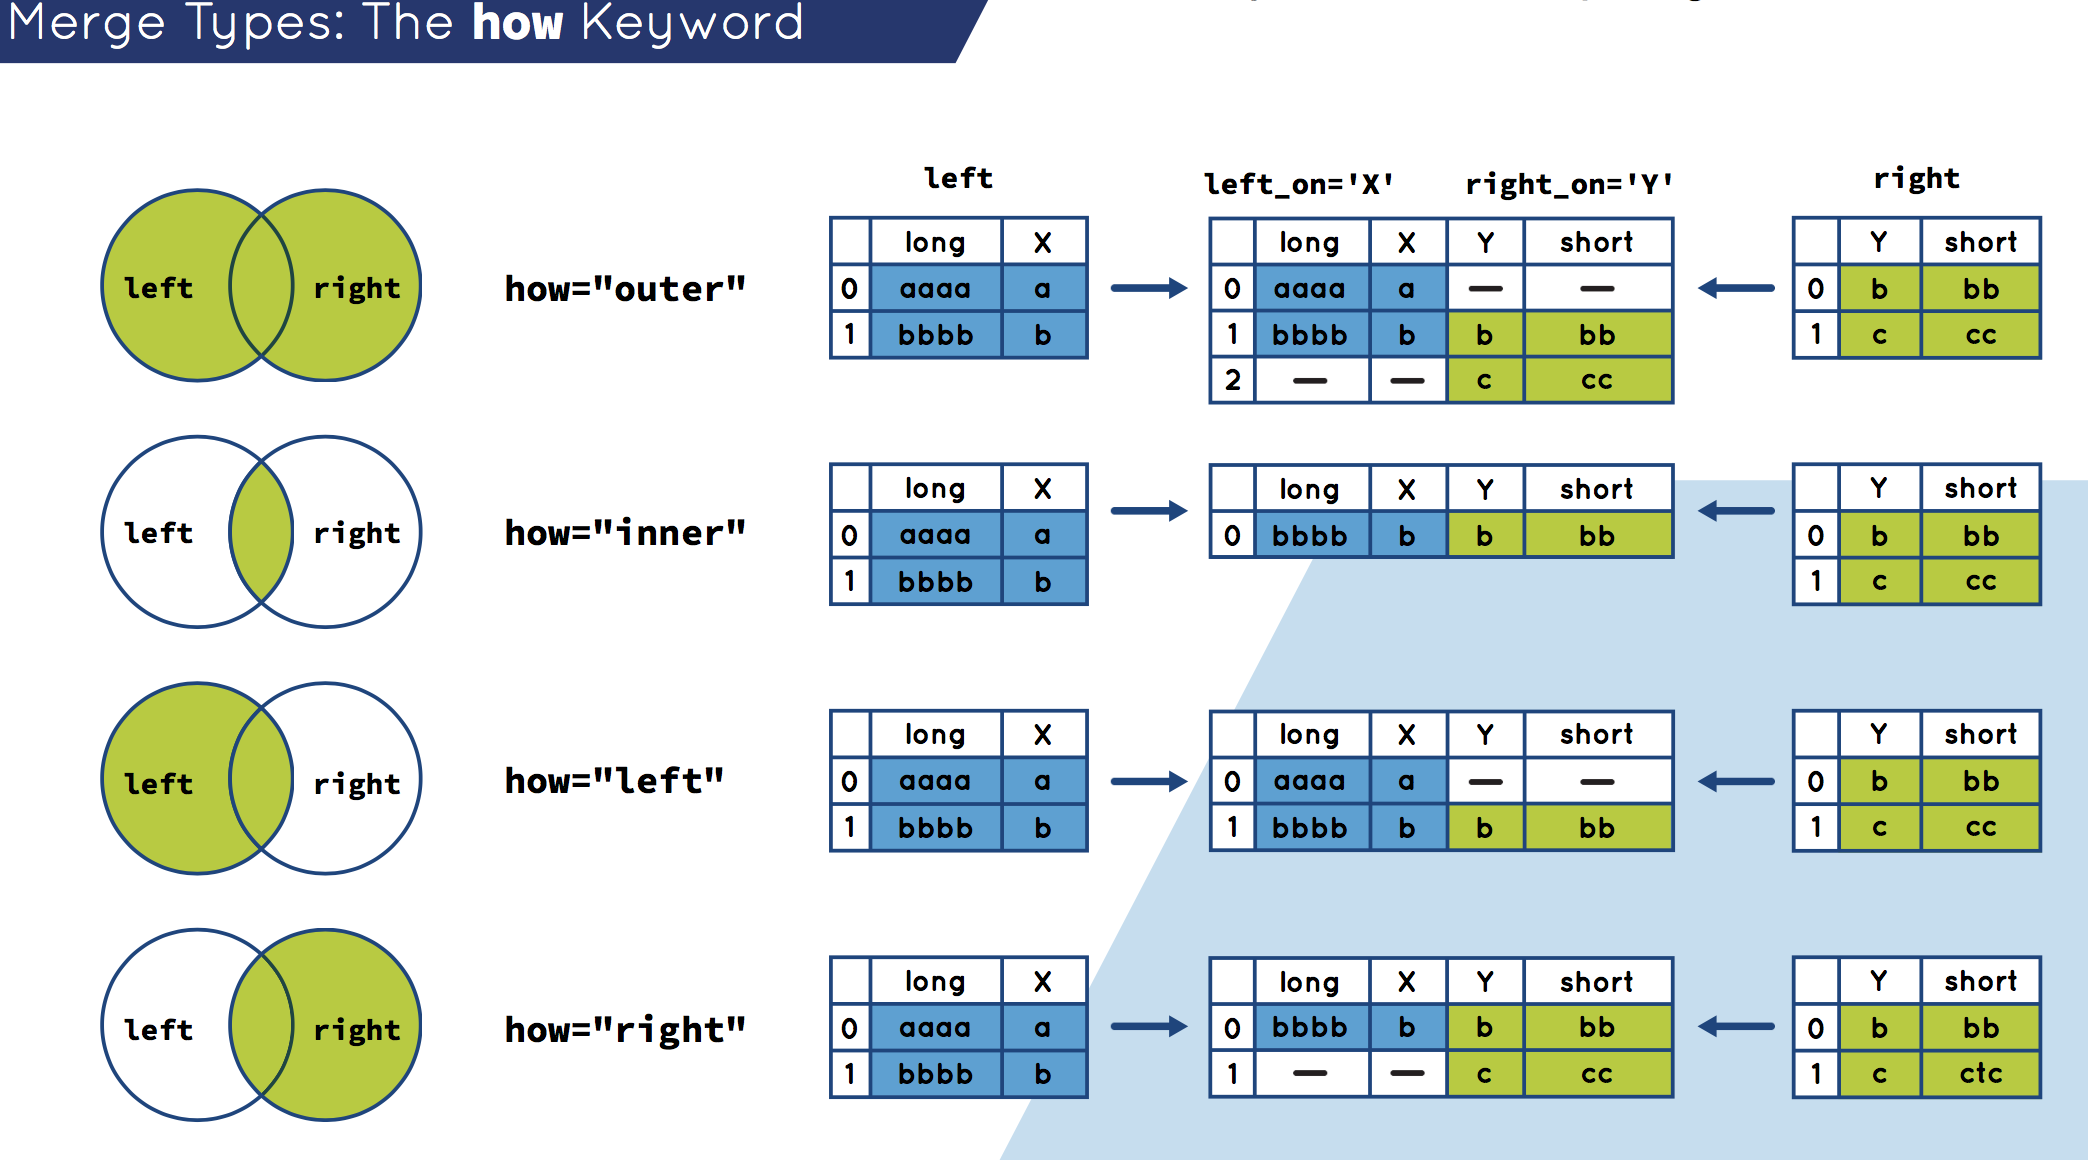 Merge Types: The how Keyword
left left_on='X' right_on='Y' right
left right how="outer"
long X
0 aaaa a
1 bbbb b
long X Y short
0 aaaa a — —
1 bbbb b b bb
2 — — c cc
Y short
0 b bb
1 c cc
left right how="inner"
long X
0 aaaa a
1 bbbb b
long X Y short
0 bbbb b b bb
Y short
0 b bb
1 c cc
left right how="left"
long X
0 aaaa a
1 bbbb b
long X Y short
0 aaaa a — —
1 bbbb b b bb
Y short
0 b bb
1 c cc
left right how="right"
long X
0 aaaa a
1 bbbb b
long X Y short
0 bbbb b b bb
1 — — c cc
Y short
0 b bb
1 c ctc